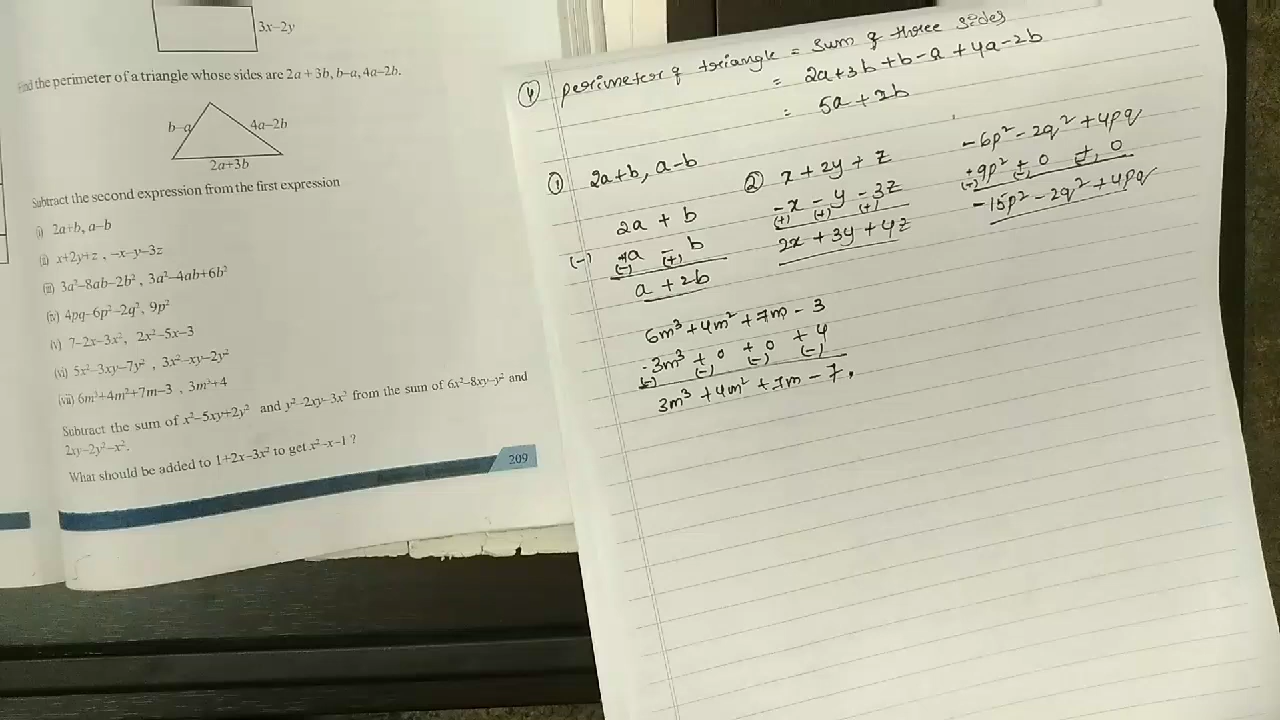 3x–2y
Find the perimeter of a triangle whose sides are 2a + 3b, b–a, 4a–2b.
b–a
4a–2b
2a+3b
Subtract the second expression from the first expression
(i) 2a+b, a–b
(ii) x+2y+z , –x–y–3z
(iii) 3a²–8ab–2b² , 3a²–4ab+6b²
(iv) 4pq–6p²–2q², 9p²
(v) 7–2x–3x², 2x²–5x–3
(vi) 5x²–3xy–7y² , 3x²–xy–2y²
(vii) 6m³+4m²+7m–3 , 3m³+4
Subtract the sum of x²–5xy+2y² and y²–2xy–3x² from the sum of 6x²–8xy–y² and
2xy–2y²–x².
What should be added to 1+2x–3x² to get x²–x–1 ?
209
④ perimeter of triangle = sum of three sides
= 2a+3b+b-a+4a-2b
= 5a+2b
① 2a+b, a-b
2a + b
(-) a - b
(-) (+)
a + 2b
② x + 2y + z
-x - y - 3z
(+) (+) (+)
2x + 3y + 4z
-6p² - 2q² + 4pq
+9p² + 0 + 0
(-) (-) (-)
-15p² - 2q² + 4pq
6m³ + 4m² + 7m - 3
3m³ + 0 + 0 + 4
(-) (-) (-) (-)
3m³ + 4m² + 7m - 7.